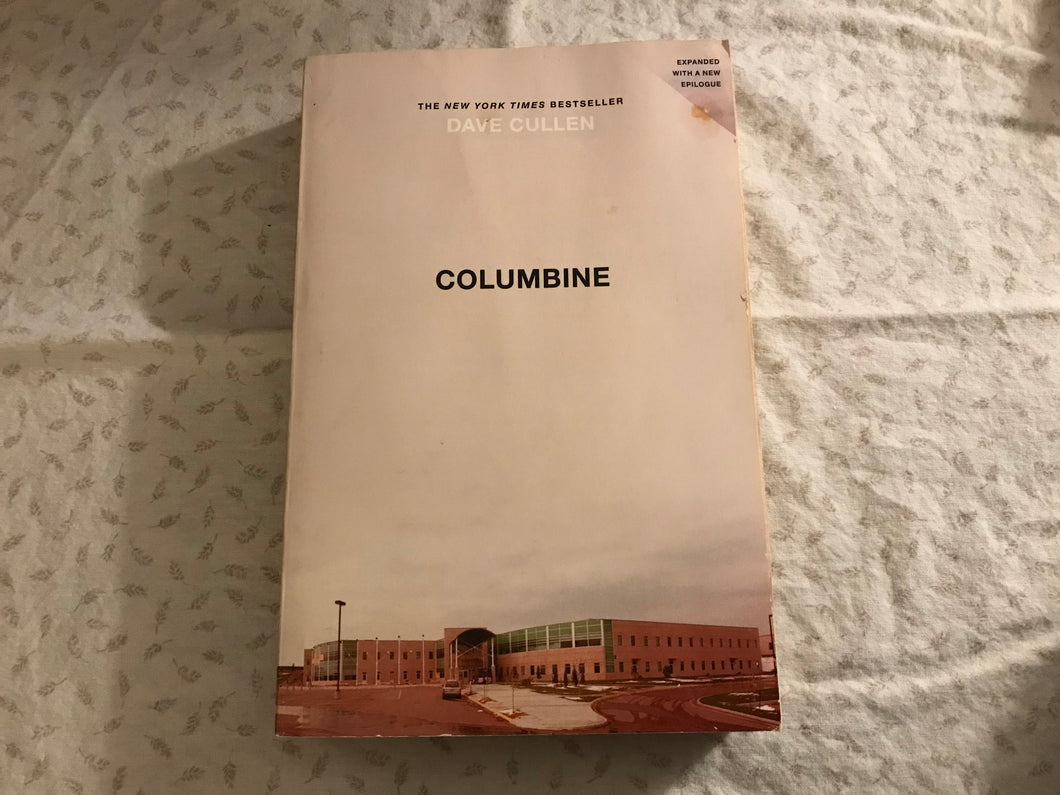 EXPANDED
WITH A NEW
EPILOGUE
THE NEW YORK TIMES BESTSELLER
DAVE CULLEN
COLUMBINE